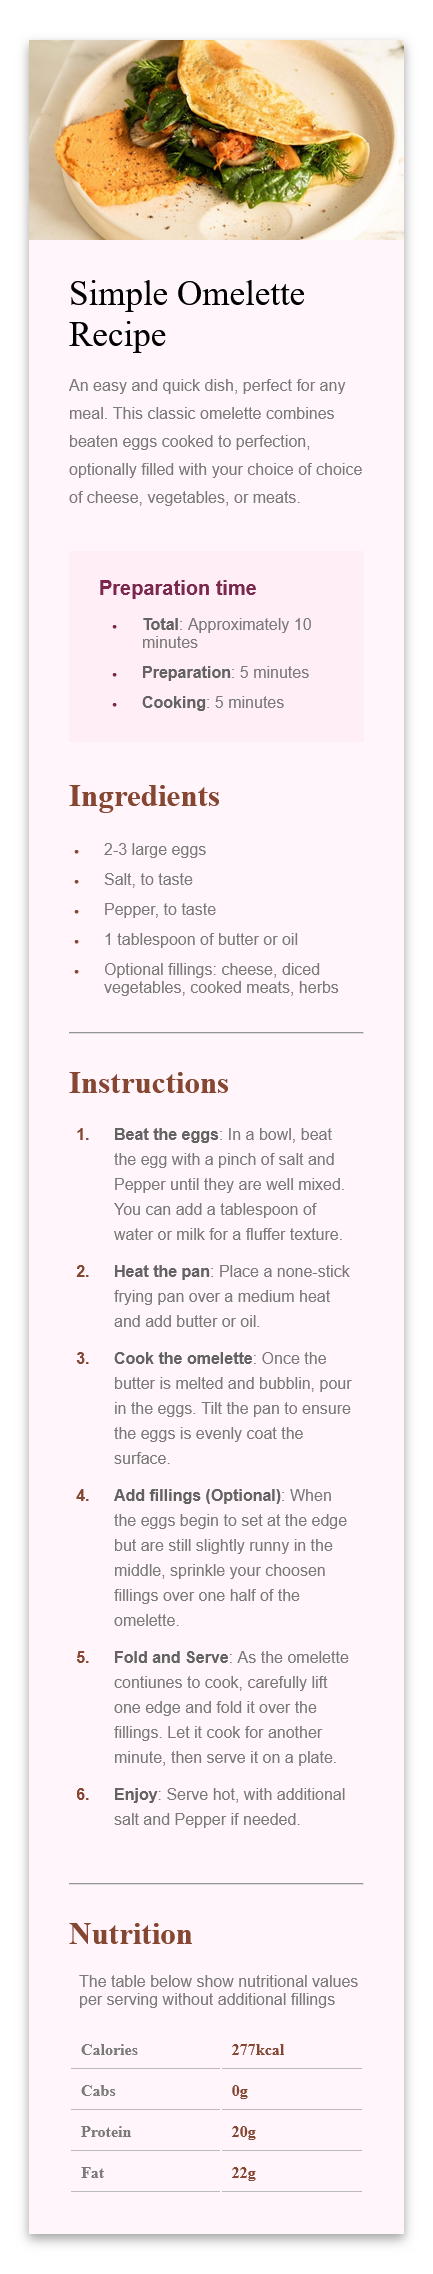 Simple Omelette
Recipe
An easy and quick dish, perfect for any
meal. This classic omelette combines
beaten eggs cooked to perfection,
optionally filled with your choice of choice
of cheese, vegetables, or meats.
Preparation time
• Total: Approximately 10
minutes
• Preparation: 5 minutes
• Cooking: 5 minutes
Ingredients
• 2-3 large eggs
• Salt, to taste
• Pepper, to taste
• 1 tablespoon of butter or oil
• Optional fillings: cheese, diced
vegetables, cooked meats, herbs
Instructions
1. Beat the eggs: In a bowl, beat
the egg with a pinch of salt and
Pepper until they are well mixed.
You can add a tablespoon of
water or milk for a fluffer texture.
2. Heat the pan: Place a none-stick
frying pan over a medium heat
and add butter or oil.
3. Cook the omelette: Once the
butter is melted and bubblin, pour
in the eggs. Tilt the pan to ensure
the eggs is evenly coat the
surface.
4. Add fillings (Optional): When
the eggs begin to set at the edge
but are still slightly runny in the
middle, sprinkle your choosen
fillings over one half of the
omelette.
5. Fold and Serve: As the omelette
contiunes to cook, carefully lift
one edge and fold it over the
fillings. Let it cook for another
minute, then serve it on a plate.
6. Enjoy: Serve hot, with additional
salt and Pepper if needed.
Nutrition
The table below show nutritional values
per serving without additional fillings
Calories 277kcal
Cabs 0g
Protein 20g
Fat 22g